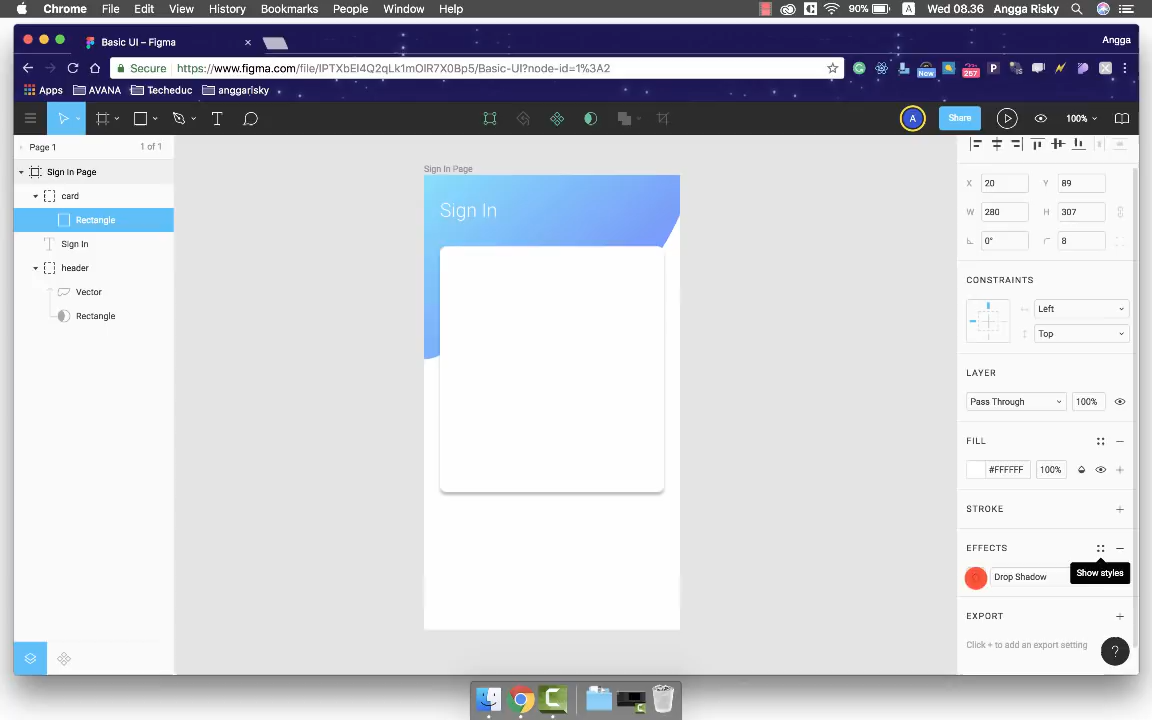 Chrome File Edit View History Bookmarks People Window Help 90% A Wed 08.36 Angga Risky
Basic UI – Figma Angga
Secure https://www.figma.com/file/IPTXbEI4Q2qLk1mOlR7X0Bp5/Basic-UI?node-id=1%3A2 Now 267 P
Apps AVANA Techeduc anggarisky
T A Share 100%
Page 1 1 of 1
Sign In Page
card
Rectangle
Sign In
header
Vector
Rectangle
Sign In Page
Sign In
X 20 Y 89
W 280 H 307
0° 8
CONSTRAINTS
Left
Top
LAYER
Pass Through 100%
FILL
#FFFFFF 100%
STROKE
EFFECTS
Show styles
Drop Shadow
EXPORT
Click + to add an export setting
?